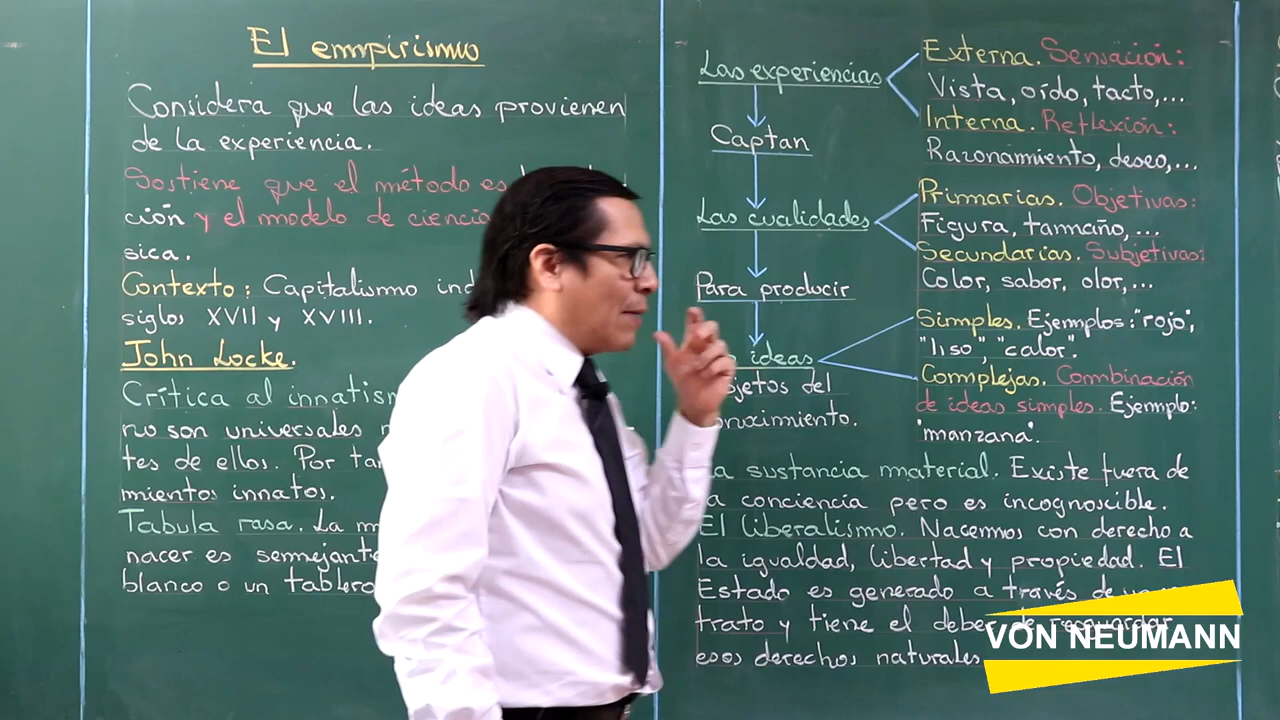 El empirismo
Considera que las ideas provienen
de la experiencia.
Sostiene que el método es
ción y el modelo de ciencia
sica.
Contexto: Capitalismo
siglos XVII y XVIII.
John Locke.
Crítica al
no son universales
tes de ellos. Por
mientos innatos.
Tabula rasa. La
nacer es semejante
blanco o un tablero
Las experiencias
Externa. Sensación:
Vista, oído, tacto,...
Interna. Reflexión:
Razonamiento, deseo,...
Captan
Las cualidades
Primarias. Objetivas:
Figura, tamaño,...
Secundarias. Subjetivas:
Color, sabor, olor,...
Para producir
ideas
Simples. Ejemplos: "rojo",
"liso", "calor".
Complejas. Combinación
de ideas simples. Ejemplo:
"manzana".
jetos del
nocimiento.
La sustancia material. Existe fuera de
a conciencia pero es incognoscible.
El liberalismo. Nacemos con derecho a
la igualdad, libertad y propiedad. El
Estado es generado a través de
trato y tiene el deber de resguardar
esos derechos naturales
VON NEUMANN